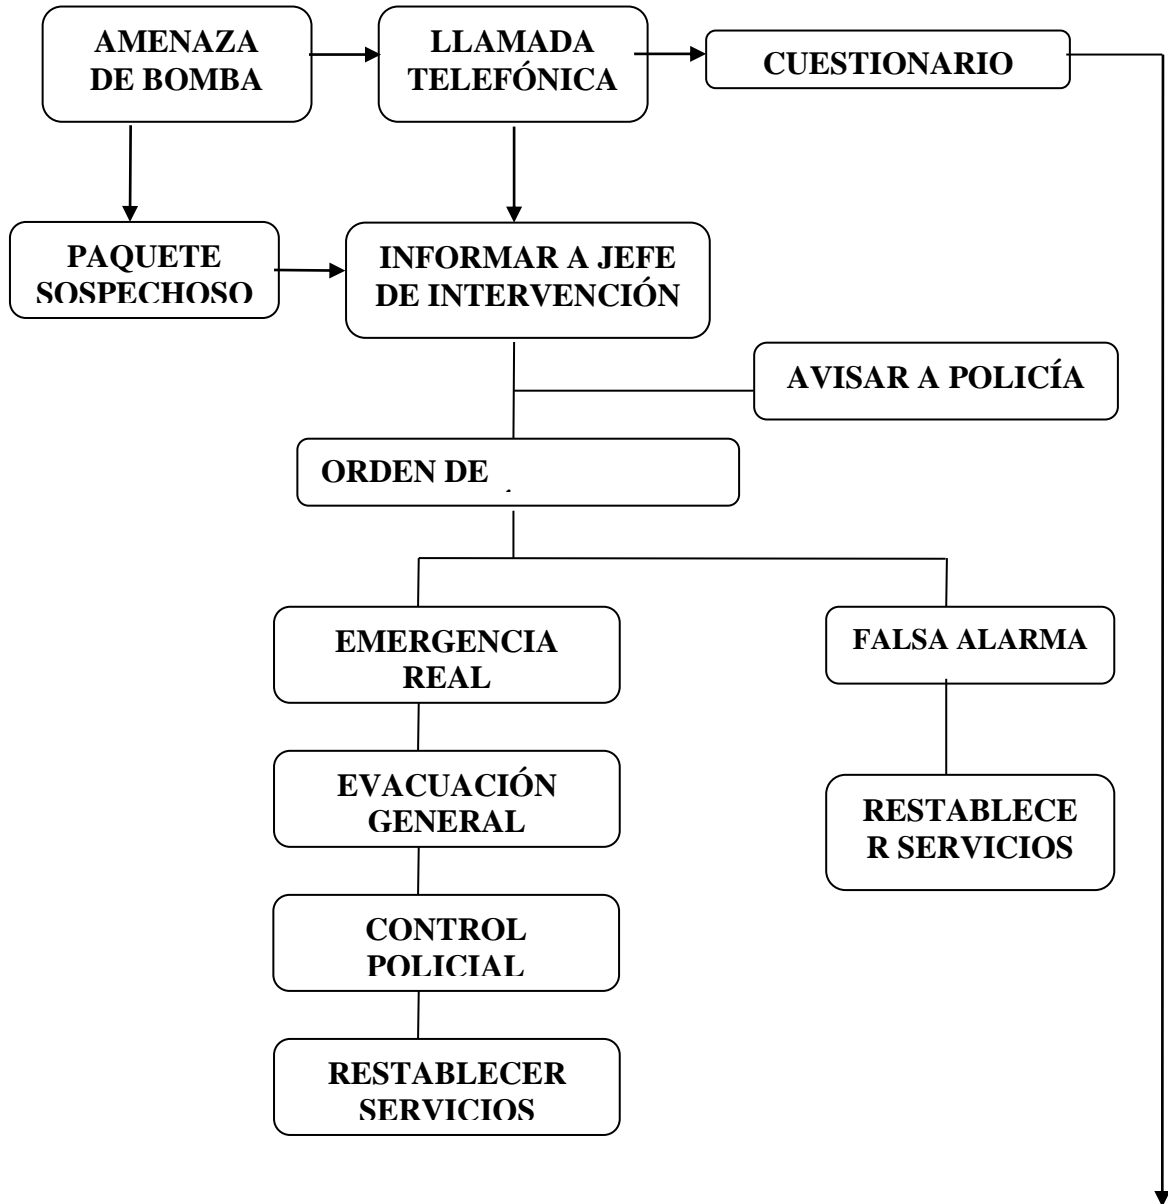 AMENAZA
DE BOMBA
LLAMADA
TELEFÓNICA
CUESTIONARIO
PAQUETE
SOSPECHOSO
INFORMAR A JEFE
DE INTERVENCIÓN
AVISAR A POLICÍA
ORDEN DE
EMERGENCIA
REAL
FALSA ALARMA
EVACUACIÓN
GENERAL
RESTABLECE
R SERVICIOS
CONTROL
POLICIAL
RESTABLECER
SERVICIOS